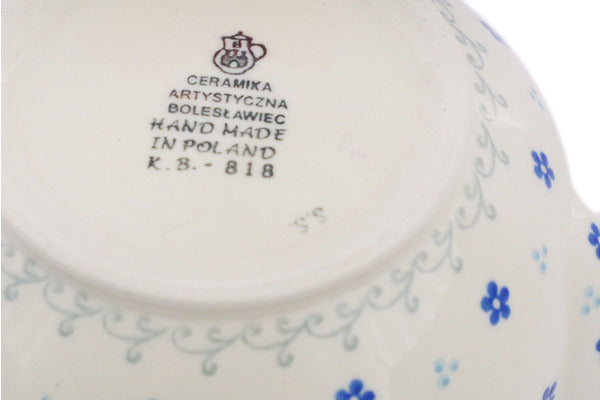 CERAMIKA
ARTYSTYCZNA
BOLESŁAWIEC
HAND MADE
IN POLAND
K.B. - 818
S.S.